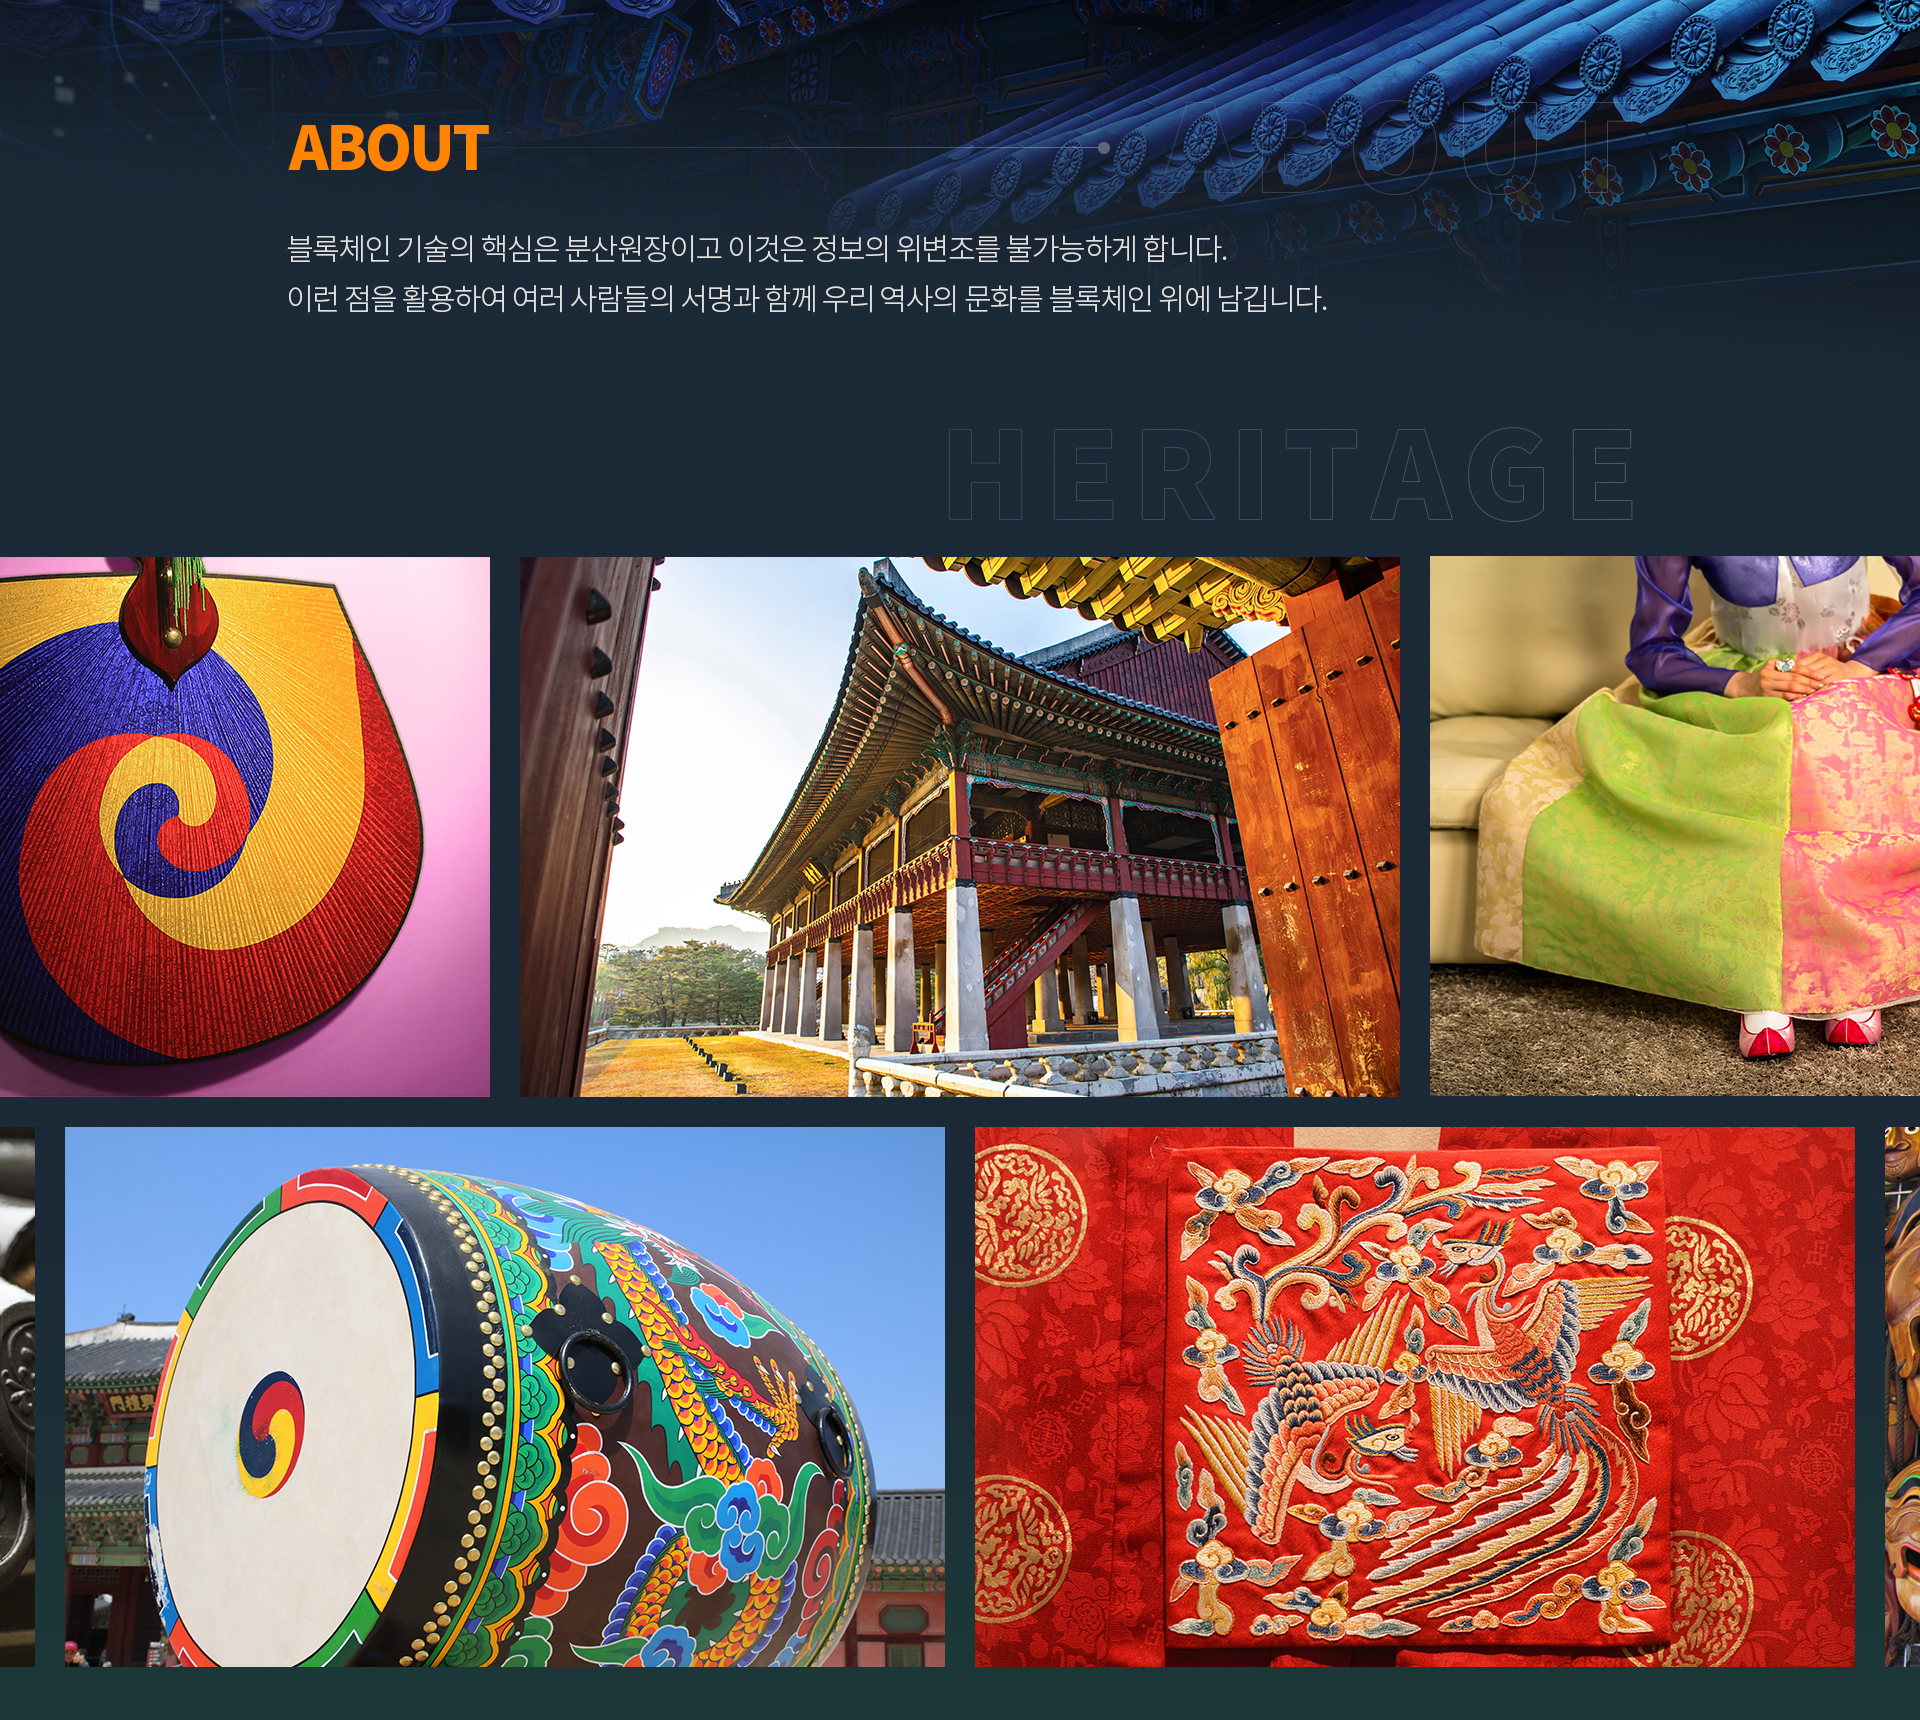 ABOUT
ABOUT
블록체인 기술의 핵심은 분산원장이고 이것은 정보의 위변조를 불가능하게 합니다.
이런 점을 활용하여 여러 사람들의 서명과 함께 우리 역사의 문화를 블록체인 위에 남깁니다.
HERITAGE
門禮興